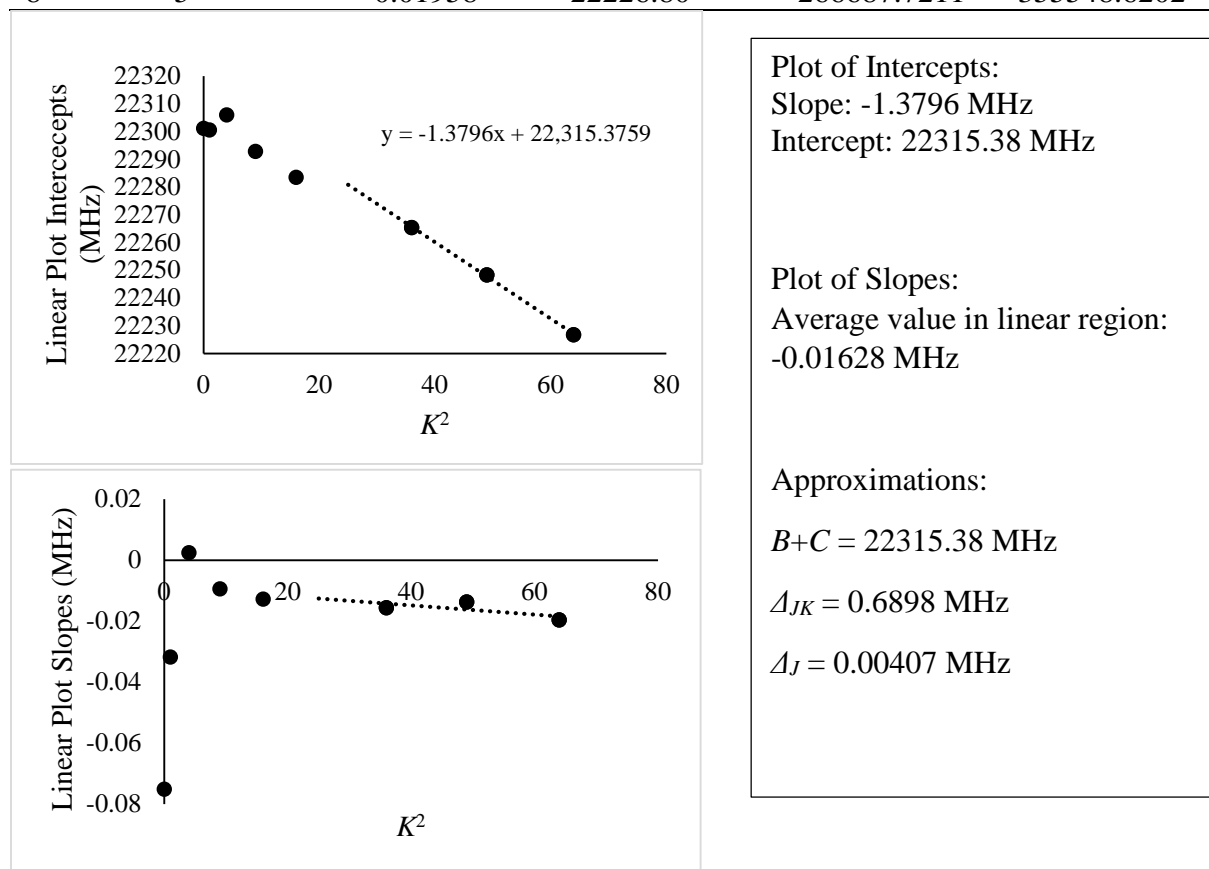 22320
22310
22300
22290
22280
22270
22260
22250
22240
22230
22220
0
20
40
60
80
Linear Plot Intercecepts
(MHz)
K²
y = -1.3796x + 22,315.3759
0.02
0
-0.02
-0.04
-0.06
-0.08
0
20
40
60
80
Linear Plot Slopes (MHz)
K²
Plot of Intercepts:
Slope: -1.3796 MHz
Intercept: 22315.38 MHz
Plot of Slopes:
Average value in linear region:
-0.01628 MHz
Approximations:
B+C = 22315.38 MHz
Δ_JK = 0.6898 MHz
Δ_J = 0.00407 MHz